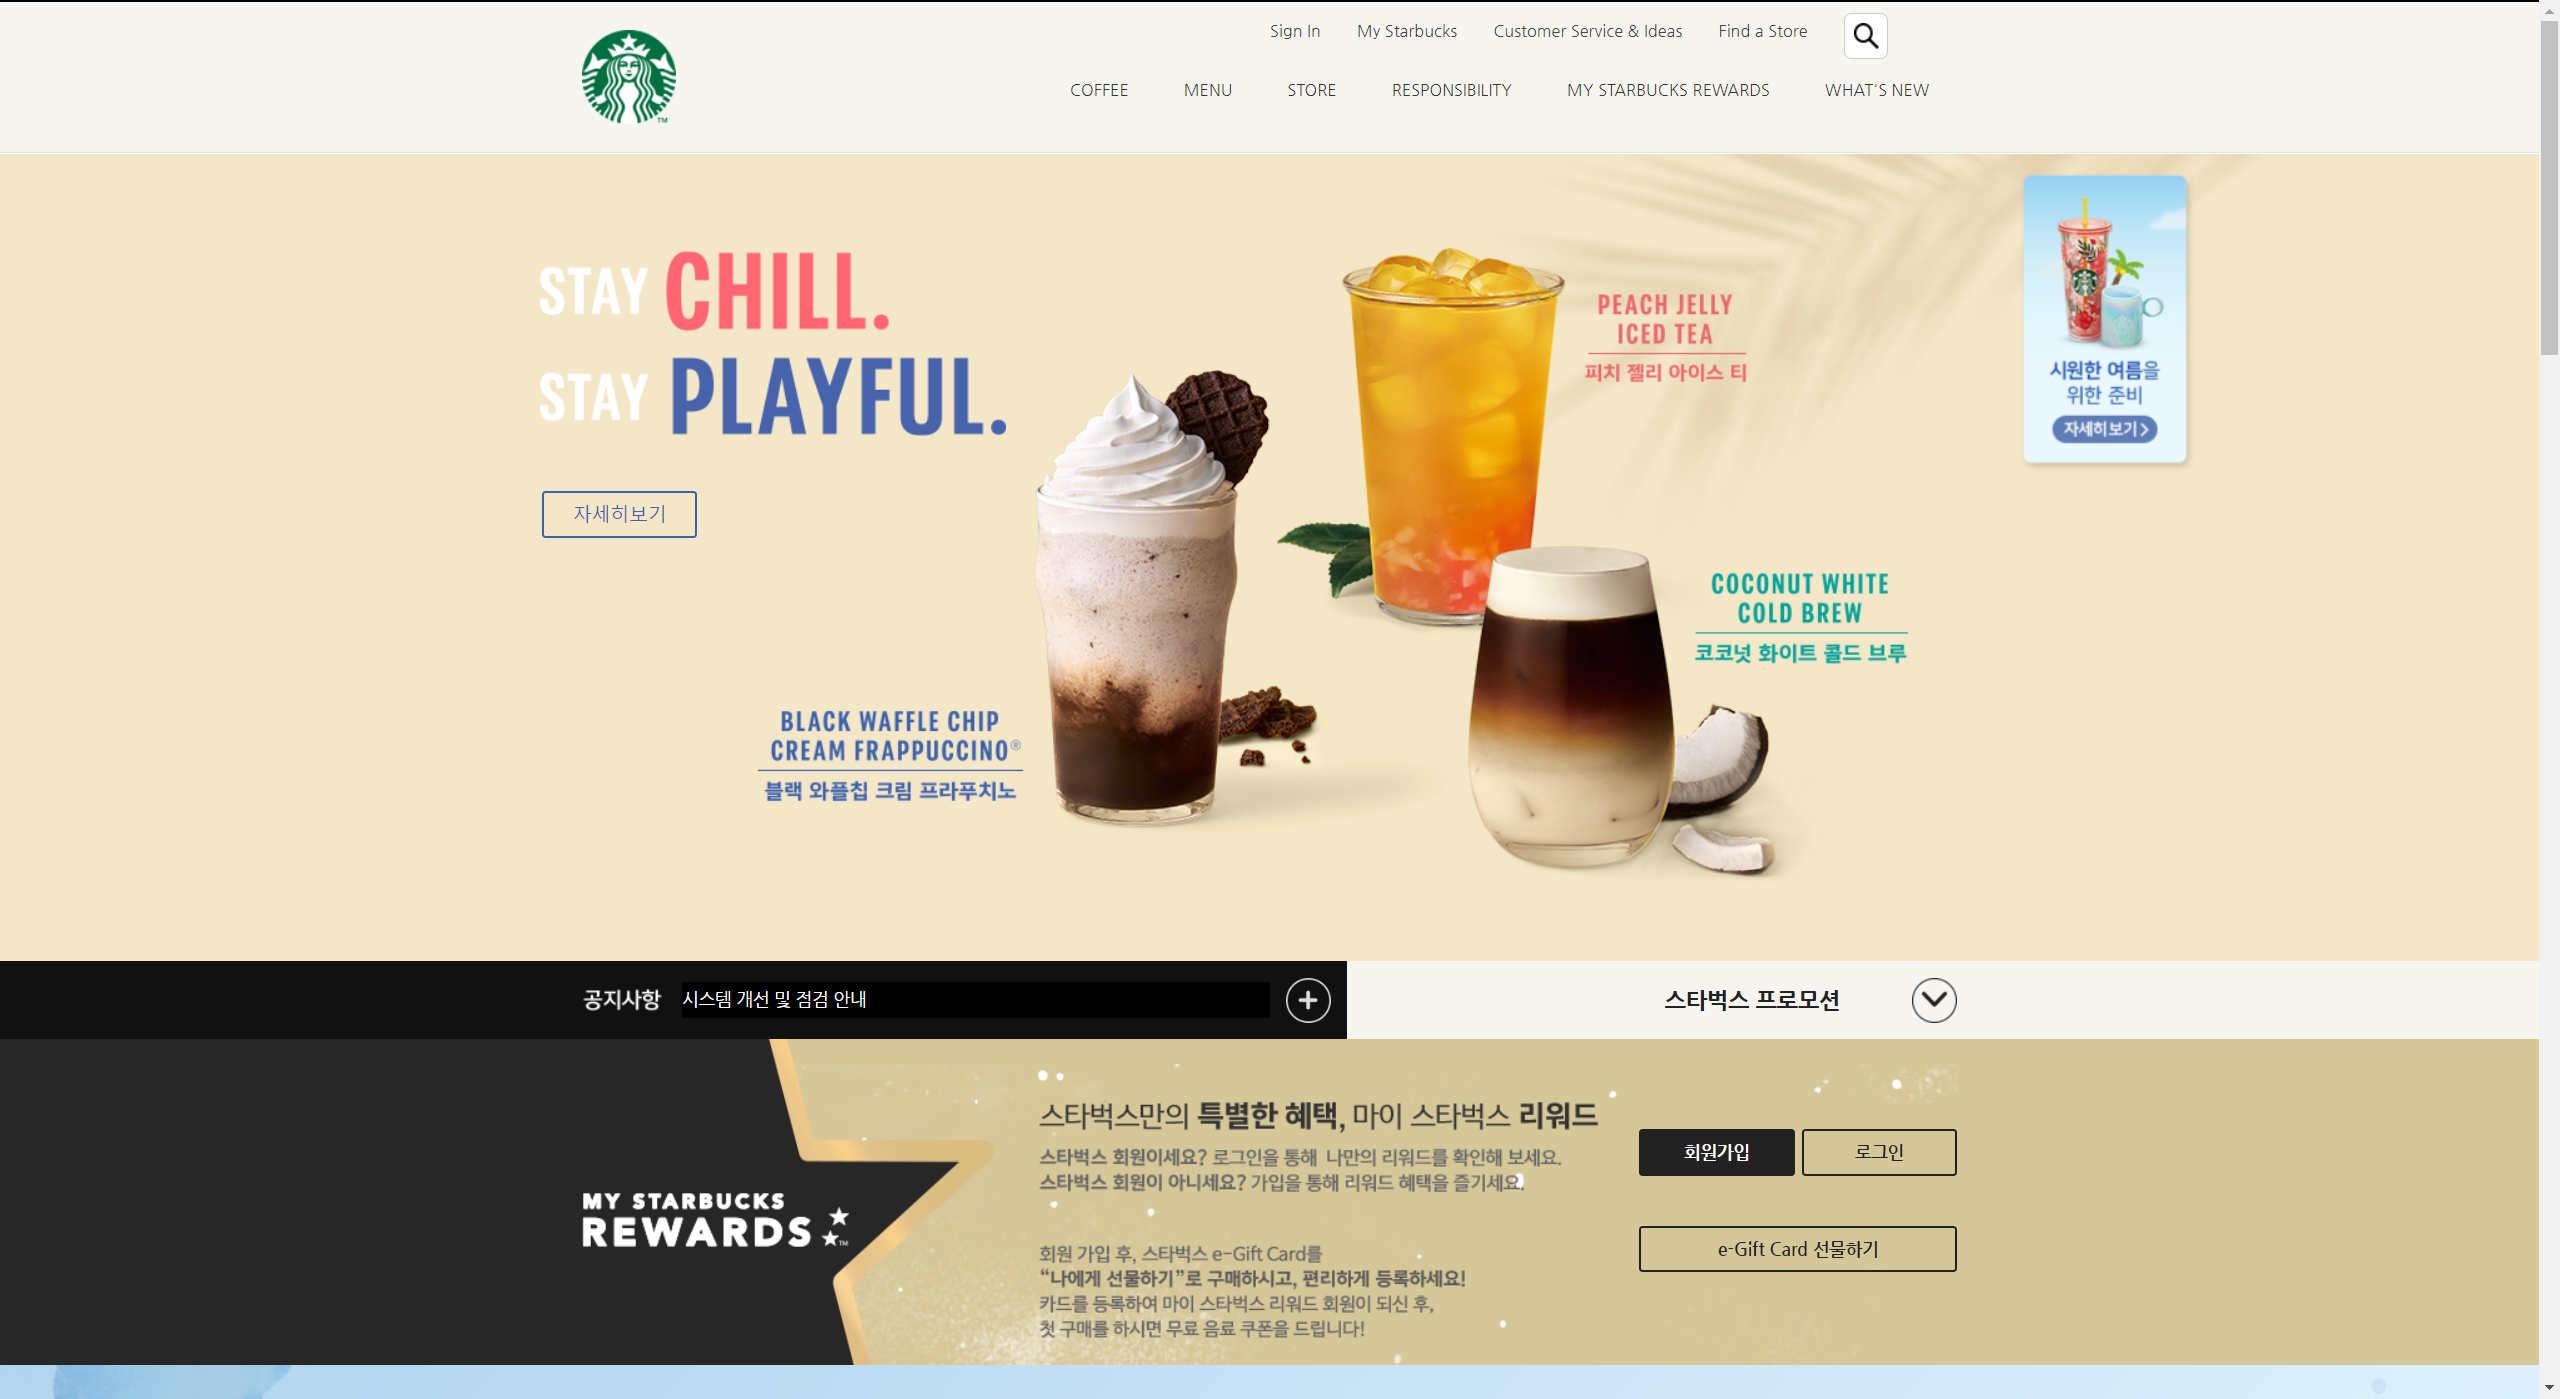 Sign In
My Starbucks
Customer Service & Ideas
Find a Store
COFFEE
MENU
STORE
RESPONSIBILITY
MY STARBUCKS REWARDS
WHAT'S NEW
TM
STAY CHILL.
STAY PLAYFUL.
자세히보기
PEACH JELLY
ICED TEA
피치 젤리 아이스 티
시원한 여름을
위한 준비
자세히보기 >
COCONUT WHITE
COLD BREW
코코넛 화이트 콜드 브루
BLACK WAFFLE CHIP
CREAM FRAPPUCCINO®
블랙 와플칩 크림 프라푸치노
공지사항
시스템 개선 및 점검 안내
스타벅스 프로모션
MY STARBUCKS
REWARDS TM
스타벅스만의 특별한 혜택, 마이 스타벅스 리워드
스타벅스 회원이세요? 로그인을 통해 나만의 리워드를 확인해 보세요.
스타벅스 회원이 아니세요? 가입을 통해 리워드 혜택을 즐기세요.
회원가입
로그인
회원 가입 후, 스타벅스 e-Gift Card를
“나에게 선물하기”로 구매하시고, 편리하게 등록하세요!
카드를 등록하여 마이 스타벅스 리워드 회원이 되신 후,
첫 구매를 하시면 무료 음료 쿠폰을 드립니다!
e-Gift Card 선물하기